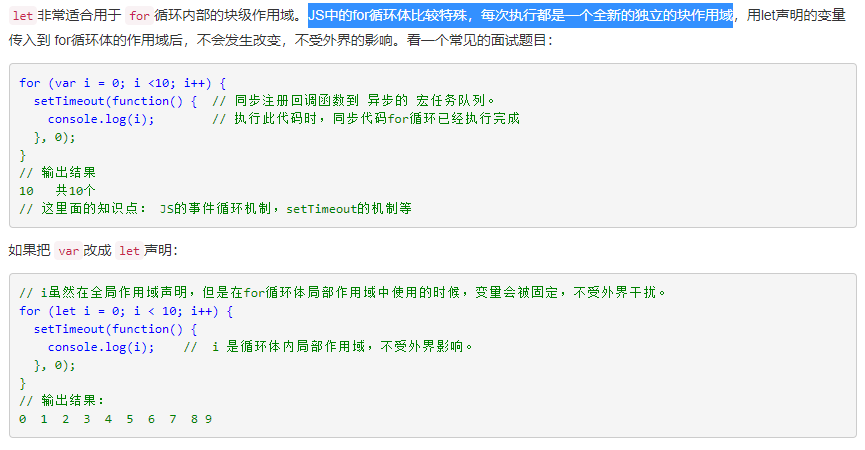 let 非常适合用于 for 循环内部的块级作用域。JS中的for循环体比较特殊，每次执行都是一个全新的独立的块作用域，用let声明的变量
传入到 for循环体的作用域后，不会发生改变，不受外界的影响。看一个常见的面试题目：
for (var i = 0; i <10; i++) {
  setTimeout(function() {  // 同步注册回调函数到 异步的 宏任务队列。
    console.log(i);        // 执行此代码时，同步代码for循环已经执行完成
  }, 0);
}
// 输出结果
10   共10个
// 这里面的知识点： JS的事件循环机制，setTimeout的机制等
如果把 var 改成 let 声明：
// i虽然在全局作用域声明，但是在for循环体局部作用域中使用的时候，变量会被固定，不受外界干扰。
for (let i = 0; i < 10; i++) {
  setTimeout(function() {
    console.log(i);    //  i 是循环体内局部作用域，不受外界影响。
  }, 0);
}
// 输出结果：
0  1  2  3  4  5  6  7  8 9